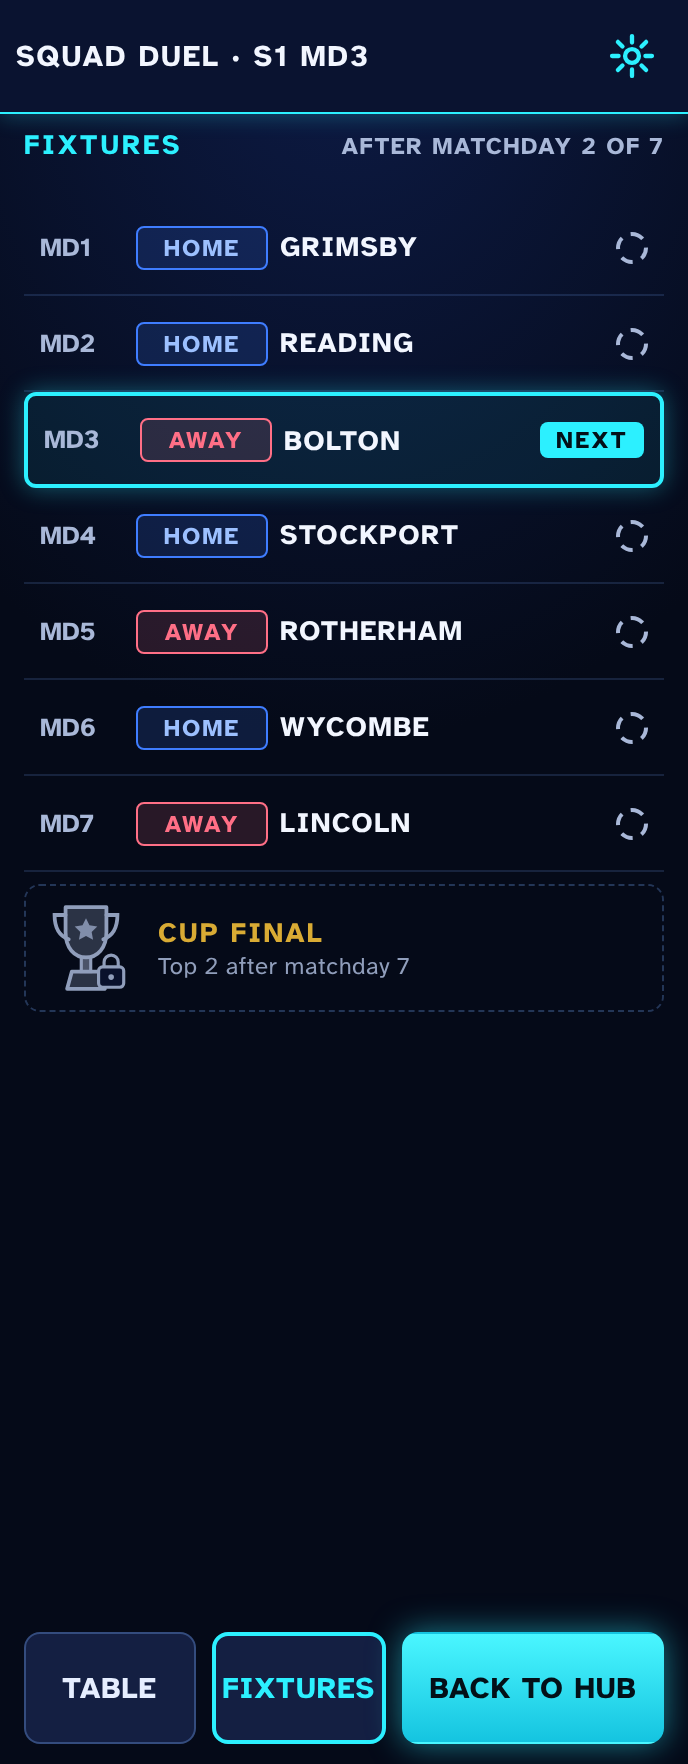 SQUAD DUEL · S1 MD3
FIXTURES AFTER MATCHDAY 2 OF 7
MD1 HOME GRIMSBY
MD2 HOME READING
MD3 AWAY BOLTON NEXT
MD4 HOME STOCKPORT
MD5 AWAY ROTHERHAM
MD6 HOME WYCOMBE
MD7 AWAY LINCOLN
CUP FINAL
Top 2 after matchday 7
TABLE FIXTURES BACK TO HUB